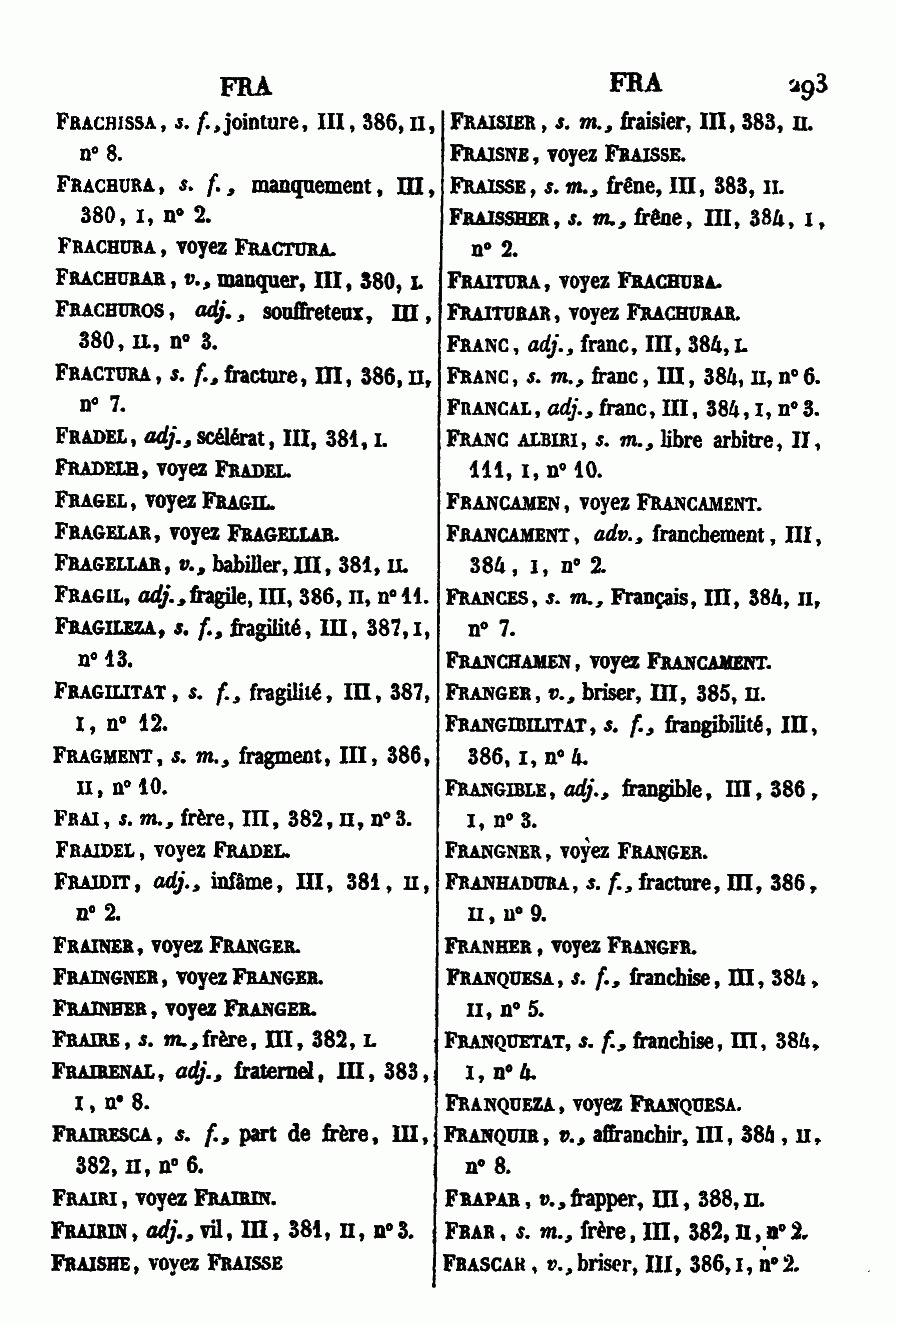 FRA
FRACHISSA, s. f., jointure, III, 386, II,
n° 8.
FRACHURA, s. f., manquement, III,
380, I, n° 2.
FRACHURA, voyez FRACTURA.
FRACHURAR, v., manquer, III, 380, I.
FRACHUROS, adj., souffreteux, III,
380, II, n° 3.
FRACTURA, s. f., fracture, III, 386, II,
n° 7.
FRADEL, adj., scélérat, III, 381, I.
FRADELH, voyez FRADEL.
FRAGEL, voyez FRAGIL.
FRAGELAR, voyez FRAGELLAR.
FRAGELLAR, v., babiller, III, 381, II.
FRAGIL, adj., fragile, III, 386, II, n° 11.
FRAGILEZA, s. f., fragilité, III, 387, I,
n° 13.
FRAGILITAT, s. f., fragilité, III, 387,
I, n° 12.
FRAGMENT, s. m., fragment, III, 386,
II, n° 10.
FRAI, s. m., frère, III, 382, II, n° 3.
FRAIDEL, voyez FRADEL.
FRAIDIT, adj., infâme, III, 381, II,
n° 2.
FRAINER, voyez FRANGER.
FRAINGNER, voyez FRANGER.
FRAINHER, voyez FRANGER.
FRAIRE, s. m., frère, III, 382, I.
FRAIRENAL, adj., fraternel, III, 383,
I, n° 8.
FRAIRESCA, s. f., part de frère, III,
382, II, n° 6.
FRAIRI, voyez FRAIRIN.
FRAIRIN, adj., vil, III, 381, II, n° 3.
FRAISHE, voyez FRAISSE
FRA 293
FRAISIER, s. m., fraisier, III, 383, II.
FRAISNE, voyez FRAISSE.
FRAISSE, s. m., frêne, III, 383, II.
FRAISSHER, s. m., frêne, III, 384, I,
n° 2.
FRAITURA, voyez FRACHURA.
FRAITURAR, voyez FRACHURAR.
FRANC, adj., franc, III, 384, I.
FRANC, s. m., franc, III, 384, II, n° 6.
FRANCAL, adj., franc, III, 384, I, n° 3.
FRANC ALBIRI, s. m., libre arbitre, II,
111, I, n° 10.
FRANCAMEN, voyez FRANCAMENT.
FRANCAMENT, adv., franchement, III,
384, I, n° 2.
FRANCES, s. m., Français, III, 384, II,
n° 7.
FRANCHAMEN, voyez FRANCAMENT.
FRANGER, v., briser, III, 385, II.
FRANGIBILITAT, s. f., frangibilité, III,
386, I, n° 4.
FRANGIBLE, adj., frangible, III, 386,
I, n° 3.
FRANGNER, voyez FRANGER.
FRANHADURA, s. f., fracture, III, 386,
II, n° 9.
FRANHER, voyez FRANGER.
FRANQUESA, s. f., franchise, III, 384,
II, n° 5.
FRANQUETAT, s. f., franchise, III, 384,
I, n° 4.
FRANQUEZA, voyez FRANQUESA.
FRANQUIR, v., affranchir, III, 384, II,
n° 8.
FRAPAR, v., frapper, III, 388, II.
FRAR, s. m., frère, III, 382, II, n° 2.
FRASCAR, v., briser, III, 386, I, n° 2.